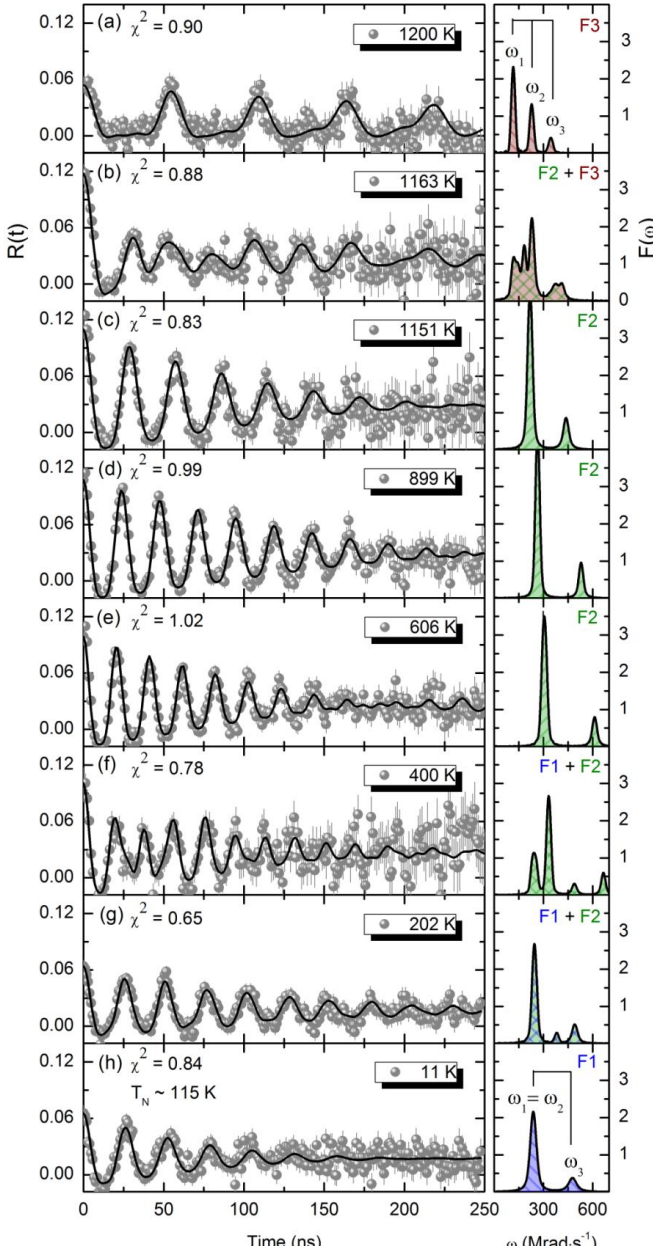 (a) χ² = 0.90
1200 K
F3
ω₁
ω₂
ω₃
0.12
0.06
0.00
3
2
1
(b) χ² = 0.88
1163 K
F2 + F3
0.12
0.06
0.00
3
2
1
0
R(t)
F(ω)
(c) χ² = 0.83
1151 K
F2
0.12
0.06
0.00
3
2
1
(d) χ² = 0.99
899 K
F2
0.12
0.06
0.00
3
2
1
(e) χ² = 1.02
606 K
F2
0.12
0.06
0.00
3
2
1
(f) χ² = 0.78
400 K
F1 + F2
0.12
0.06
0.00
3
2
1
(g) χ² = 0.65
202 K
F1 + F2
0.12
0.06
0.00
3
2
1
(h) χ² = 0.84
T_N ~ 115 K
11 K
F1
ω₁ = ω₂
ω₃
0.12
0.06
0.00
3
2
1
0 50 100 150 200 250
300 600
Time (ns)
ω (Mrad·s⁻¹)